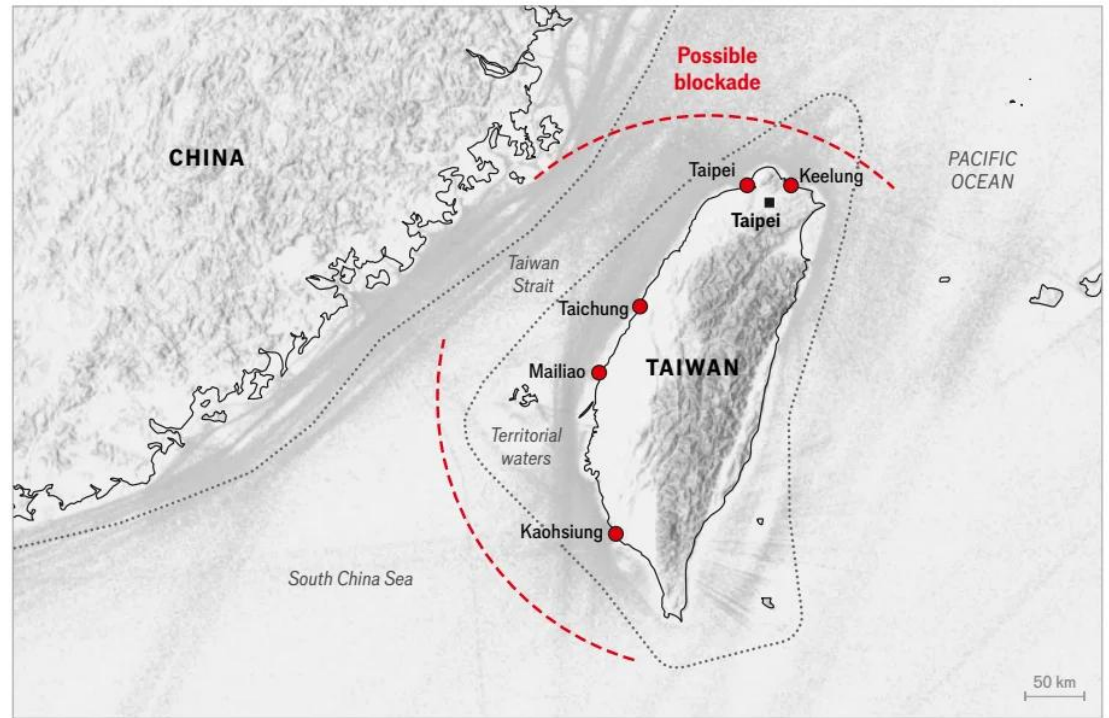 Possible
blockade
CHINA
PACIFIC
OCEAN
Taipei
Keelung
Taipei
Taiwan
Strait
Taichung
Mailiao
TAIWAN
Territorial
waters
Kaohsiung
South China Sea
50 km